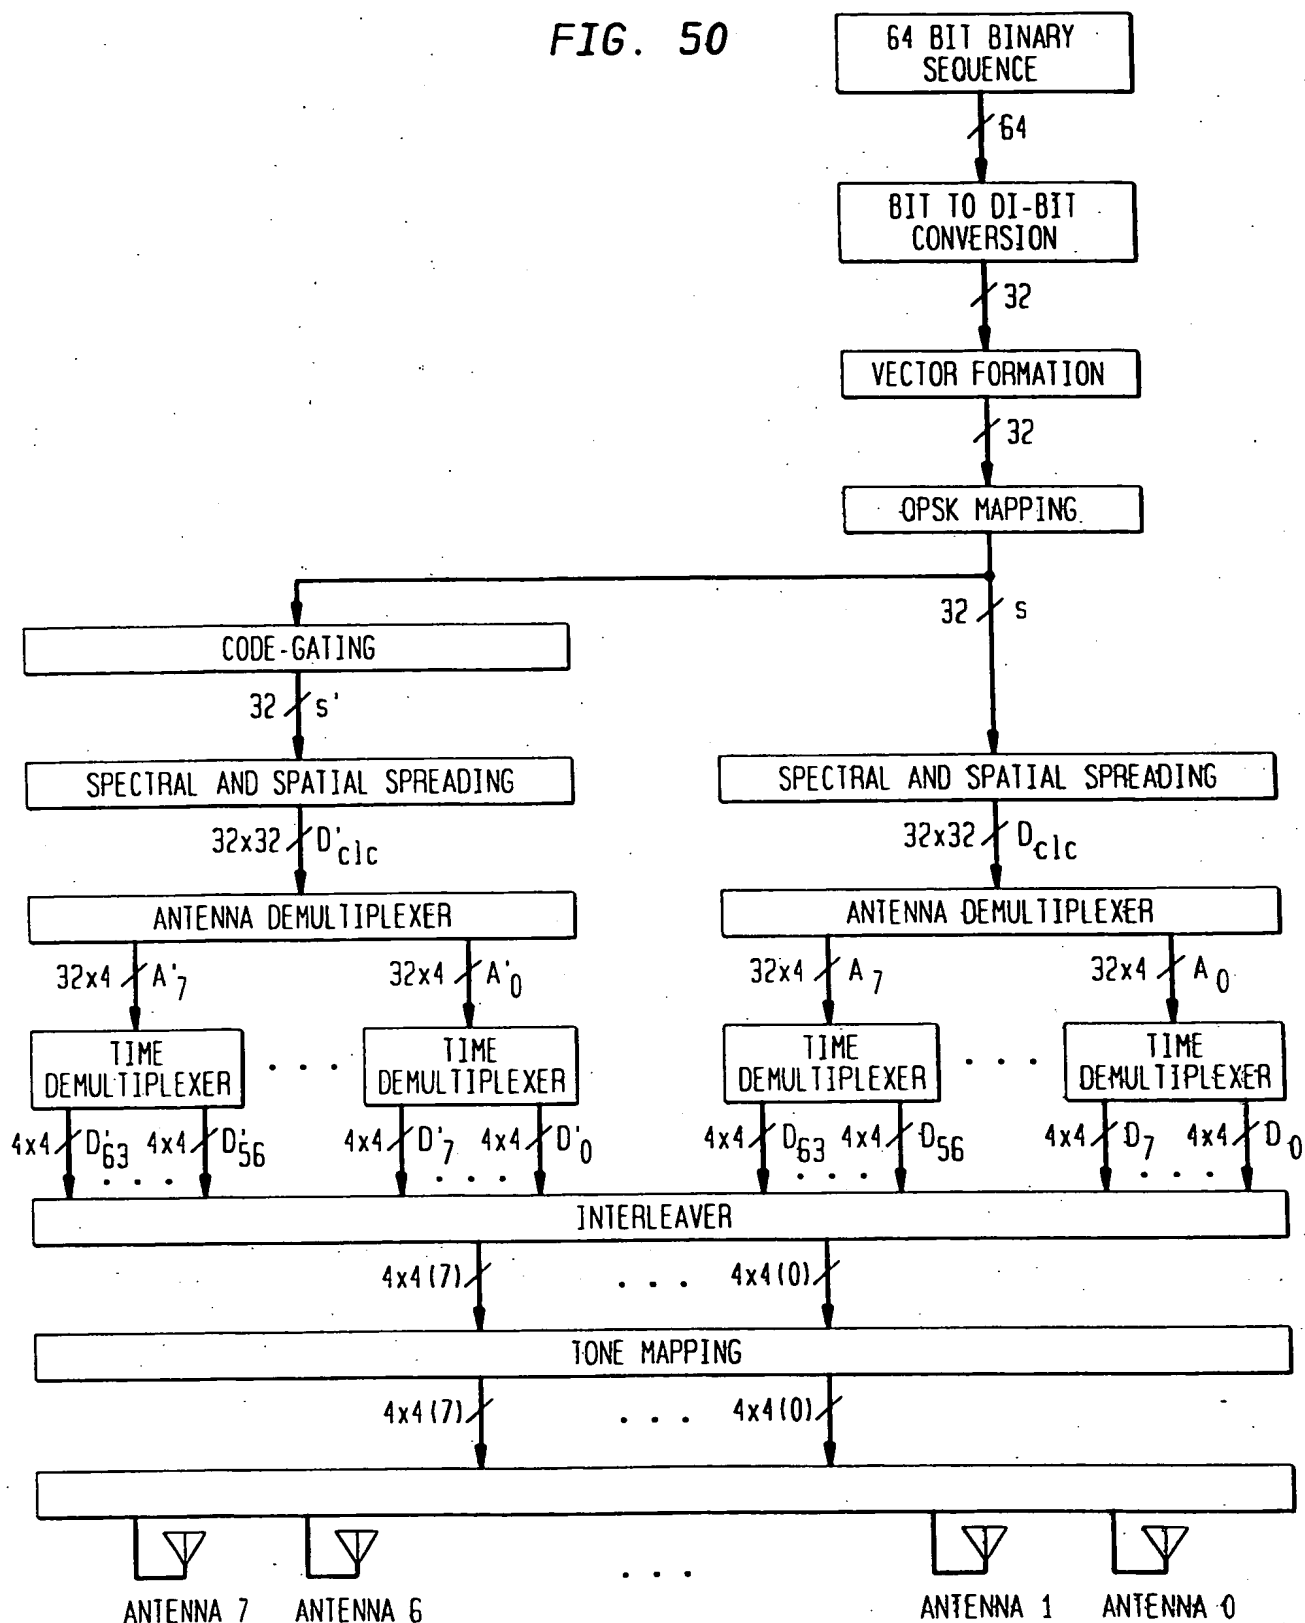 FIG. 50
64 BIT BINARY
SEQUENCE
64
BIT TO DI-BIT
CONVERSION
32
VECTOR FORMATION
32
QPSK MAPPING
32 s
CODE-GATING
32 s'
SPECTRAL AND SPATIAL SPREADING
SPECTRAL AND SPATIAL SPREADING
32x32 D'clc
32x32 Dclc
ANTENNA DEMULTIPLEXER
ANTENNA DEMULTIPLEXER
32x4 A'7
32x4 A'0
32x4 A7
32x4 A0
TIME
DEMULTIPLEXER
. . .
TIME
DEMULTIPLEXER
TIME
DEMULTIPLEXER
. . .
TIME
DEMULTIPLEXER
4x4 D'63
4x4 D'56
4x4 D'7
4x4 D'0
4x4 D63
4x4 D56
4x4 D7
4x4 D0
. . . .
. . . .
. . . .
. . . .
INTERLEAVER
4x4(7)
. . .
4x4(0)
TONE MAPPING
4x4(7)
. . .
4x4(0)
. . .
ANTENNA 7
ANTENNA 6
ANTENNA 1
ANTENNA 0